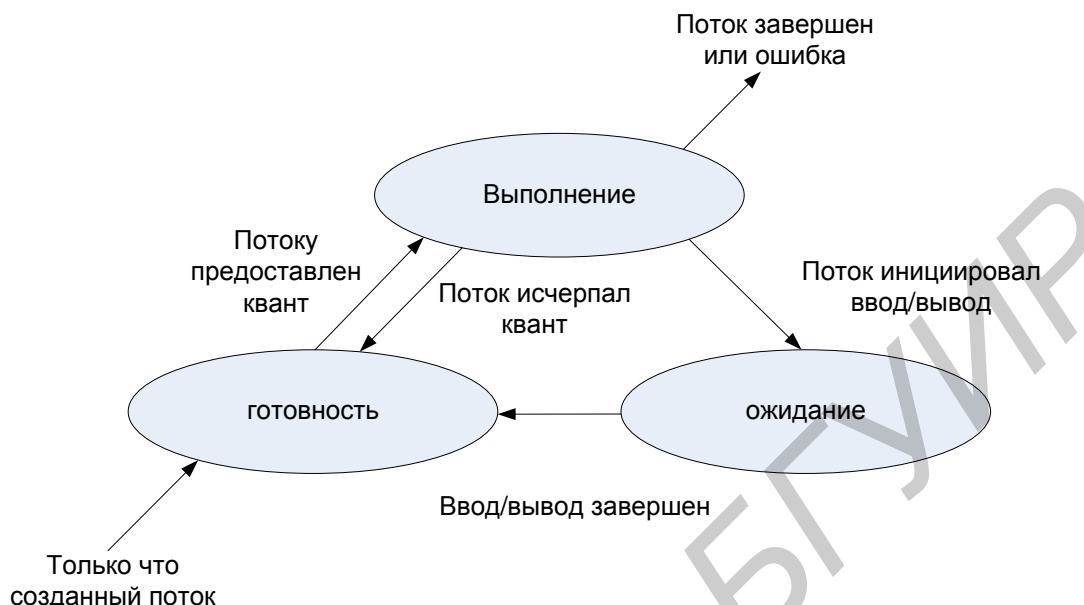 Поток завершен
или ошибка
Выполнение
Потоку
предоставлен
квант
Поток исчерпал
квант
Поток инициировал
ввод/вывод
готовность
ожидание
Ввод/вывод завершен
Только что
созданный поток
БГУИР